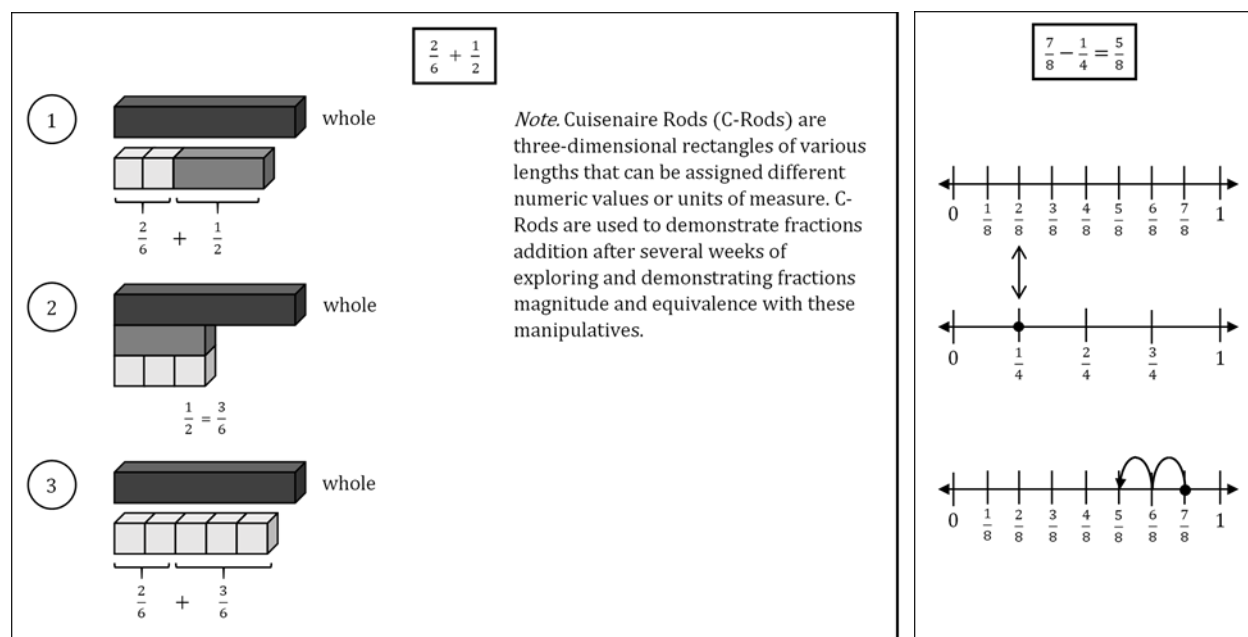 2/6 + 1/2
1
whole
2/6 + 1/2
2
whole
1/2 = 3/6
3
whole
2/6 + 3/6
Note. Cuisenaire Rods (C-Rods) are
three-dimensional rectangles of various
lengths that can be assigned different
numeric values or units of measure. C-
Rods are used to demonstrate fractions
addition after several weeks of
exploring and demonstrating fractions
magnitude and equivalence with these
manipulatives.
7/8 − 1/4 = 5/8
0 1/8 2/8 3/8 4/8 5/8 6/8 7/8 1
0 1/4 2/4 3/4 1
0 1/8 2/8 3/8 4/8 5/8 6/8 7/8 1